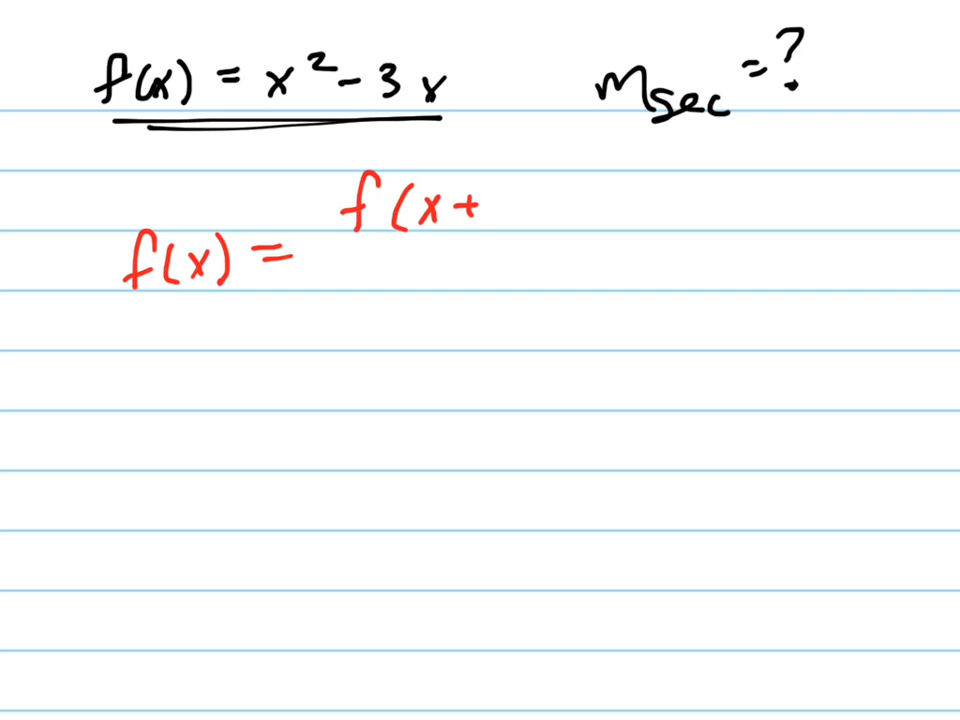 f(x) = x² - 3x   m_sec = ?
f(x) = f(x +